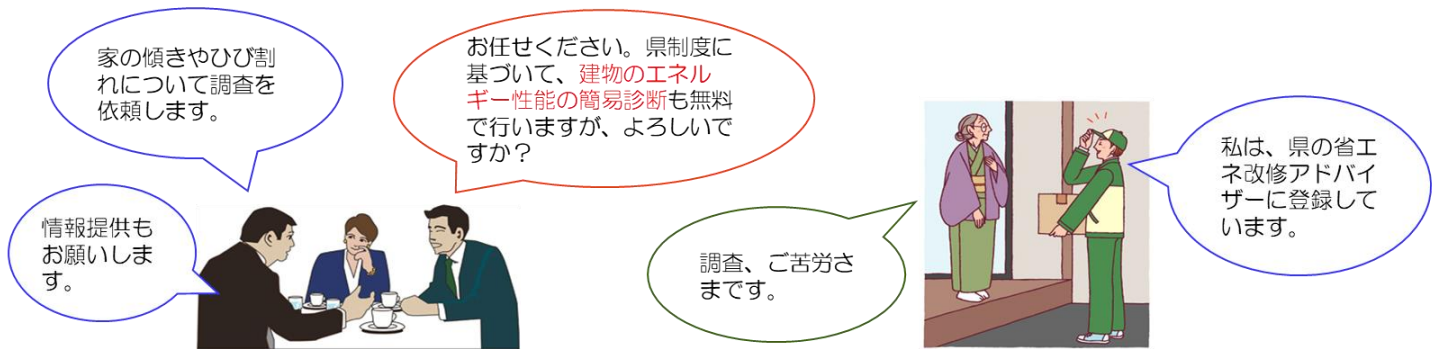 家の傾きやひび割
れについて調査を
依頼します。
お任せください。県制度に
基づいて、建物のエネル
ギー性能の簡易診断も無料
で行いますが、よろしいで
すか？
情報提供も
お願いしま
す。
調査、ご苦労さ
まです。
私は、県の省エ
ネ改修アドバイ
ザーに登録して
います。